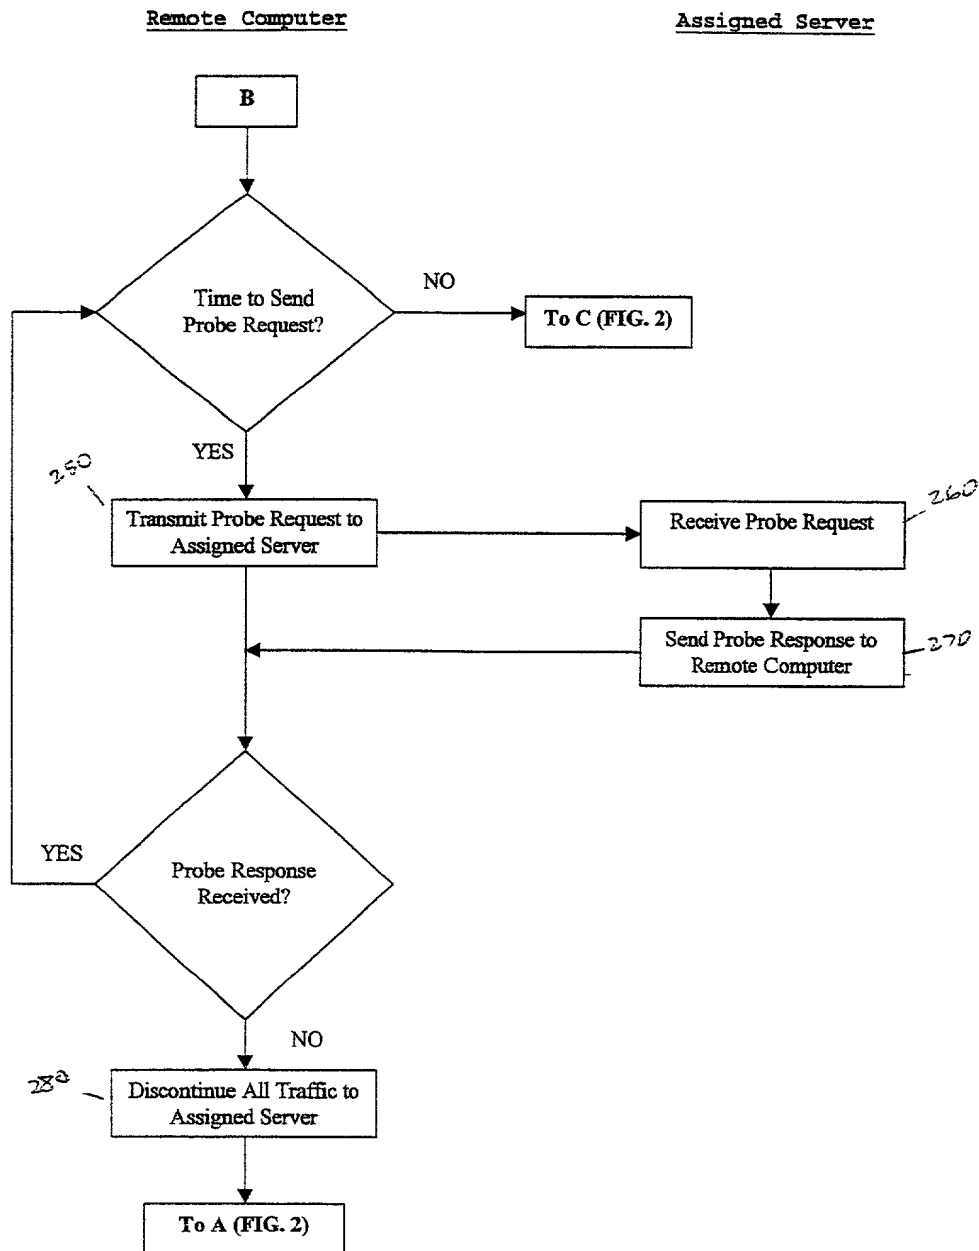 Remote Computer
Assigned Server
B
Time to Send
Probe Request?
NO
To C (FIG. 2)
YES
250
Transmit Probe Request to
Assigned Server
Receive Probe Request
260
Send Probe Response to
Remote Computer
270
YES
Probe Response
Received?
NO
280
Discontinue All Traffic to
Assigned Server
To A (FIG. 2)